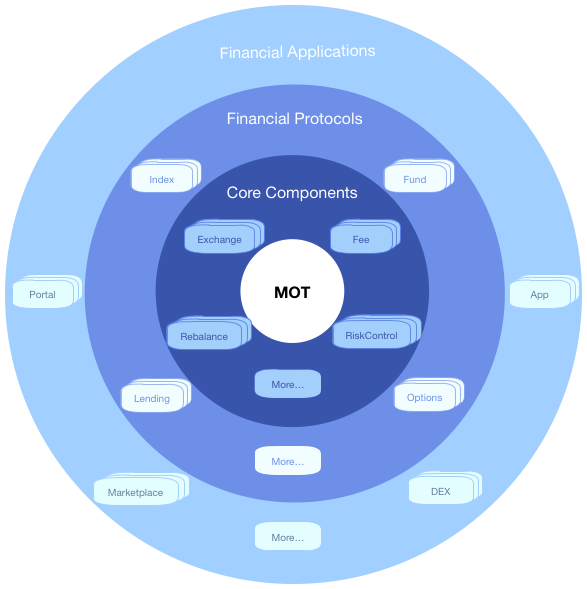 Financial Applications
Financial Protocols
Index
Fund
Core Components
Exchange
Fee
MOT
Portal
App
Rebalance
RiskControl
More...
Lending
Options
More...
Marketplace
DEX
More...